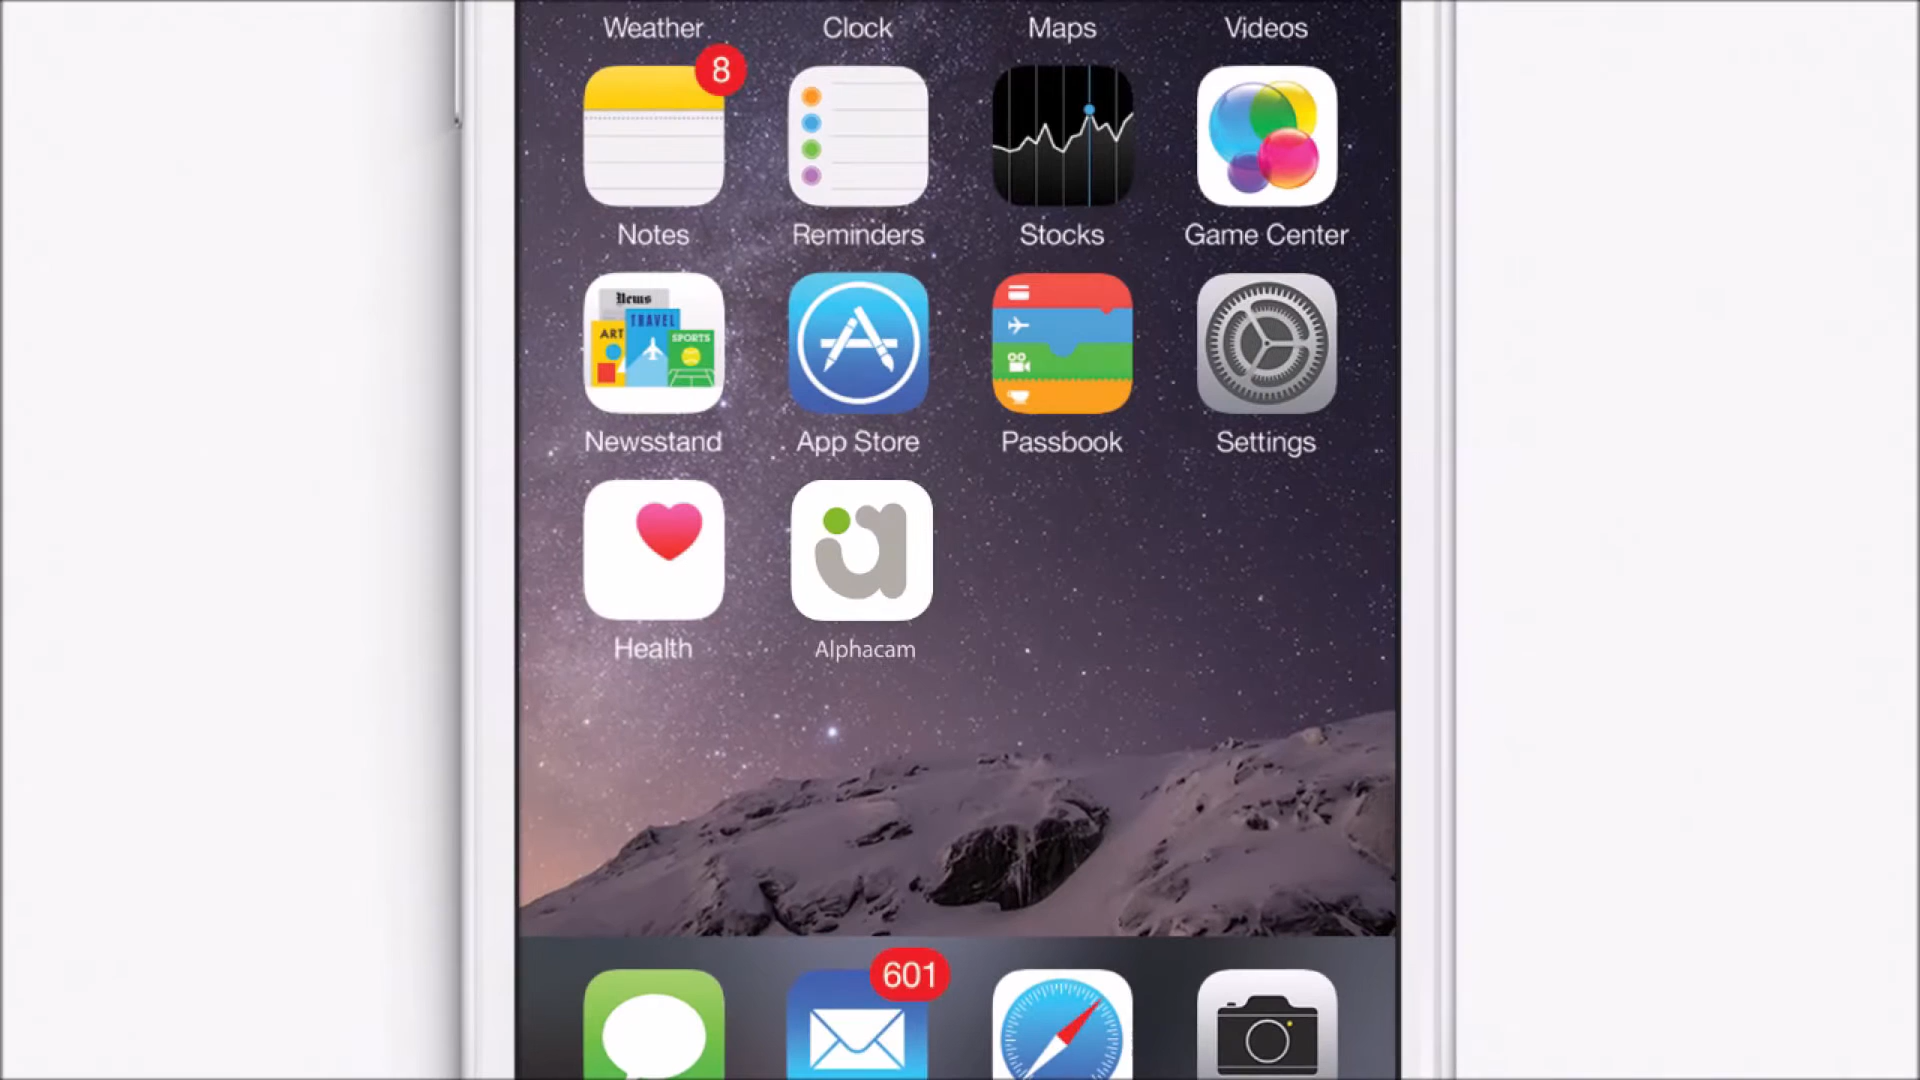 Weather Clock Maps Videos
8
Notes Reminders Stocks Game Center
News
TRAVEL
ART
SPORTS
Newsstand App Store Passbook Settings
a
Health Alphacam
601